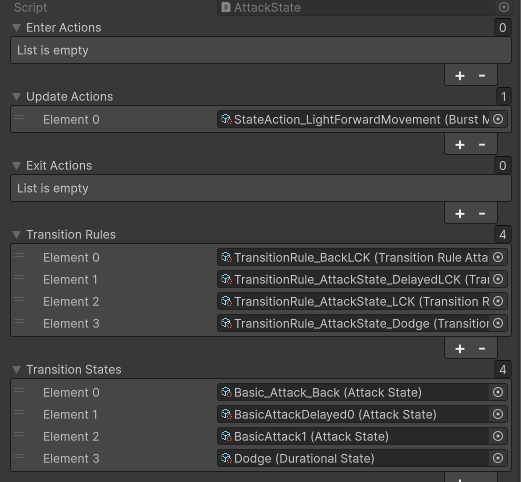 Script AttackState
Enter Actions 0
List is empty
+ -
Update Actions 1
Element 0 StateAction_LightForwardMovement (Burst M
+ -
Exit Actions 0
List is empty
+ -
Transition Rules 4
Element 0 TransitionRule_BackLCK (Transition Rule Atta
Element 1 TransitionRule_AttackState_DelayedLCK (Tra
Element 2 TransitionRule_AttackState_LCK (Transition R
Element 3 TransitionRule_AttackState_Dodge (Transition
+ -
Transition States 4
Element 0 Basic_Attack_Back (Attack State)
Element 1 BasicAttackDelayed0 (Attack State)
Element 2 BasicAttack1 (Attack State)
Element 3 Dodge (Durational State)